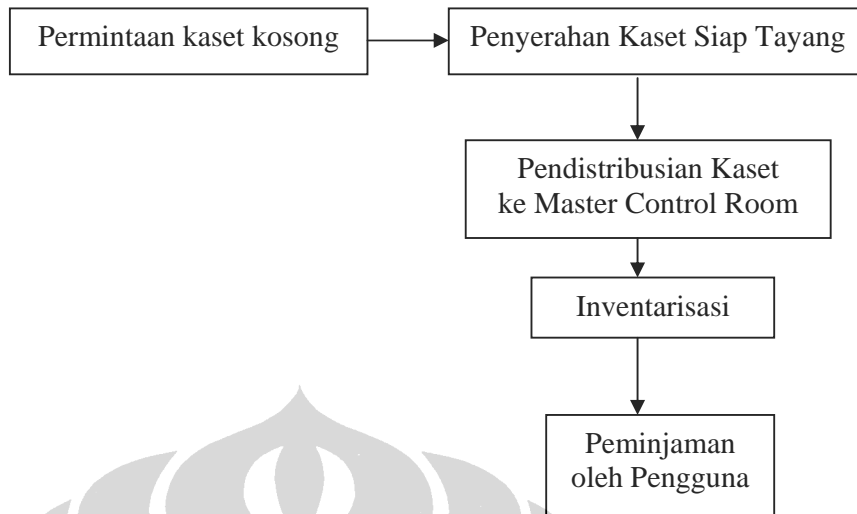 Permintaan kaset kosong
Penyerahan Kaset Siap Tayang
Pendistribusian Kaset
ke Master Control Room
Inventarisasi
Peminjaman
oleh Pengguna